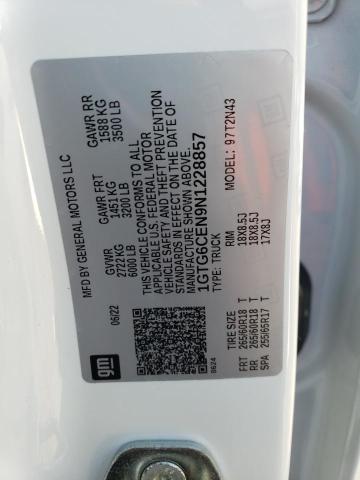 MFD BY GENERAL MOTORS LLC
06/22
GVWR
2722 KG
6000 LB
GAWR FRT
1451 KG
3200 LB
GAWR RR
1588 KG
3500 LB
THIS VEHICLE CONFORMS TO ALL
APPLICABLE U.S. FEDERAL MOTOR
VEHICLE SAFETY AND THEFT PREVENTION
STANDARDS IN EFFECT ON THE DATE OF
MANUFACTURE SHOWN ABOVE.
1GTG6CEN9N1228857
TYPE: TRUCK
MODEL: 97T2N43
gm
8624
TIRE SIZE RIM
FRT 265/60R18 T 18X8.5J
RR 265/60R18 T 18X8.5J
SPA 255/65R17 T 17X8J